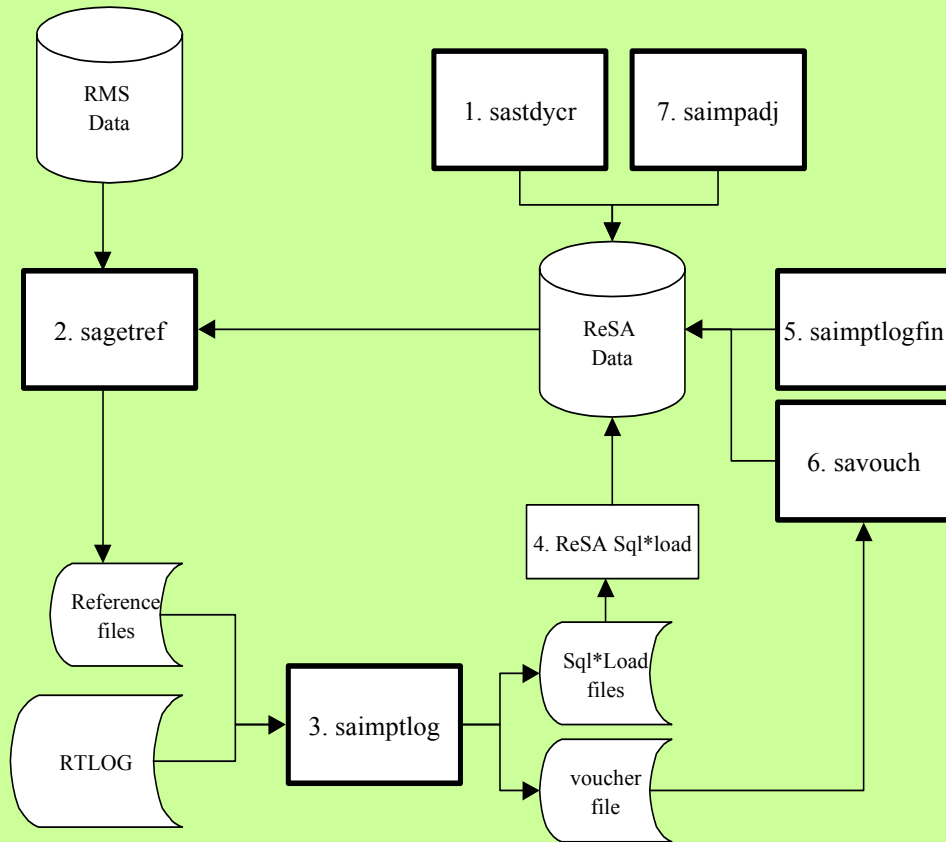 RMS
Data
1. sastdycr
7. saimpadj
2. sagetref
ReSA
Data
5. saimptlogfin
6. savouch
4. ReSA Sql*load
Reference
files
Sql*Load
files
3. saimptlog
RTLOG
voucher
file